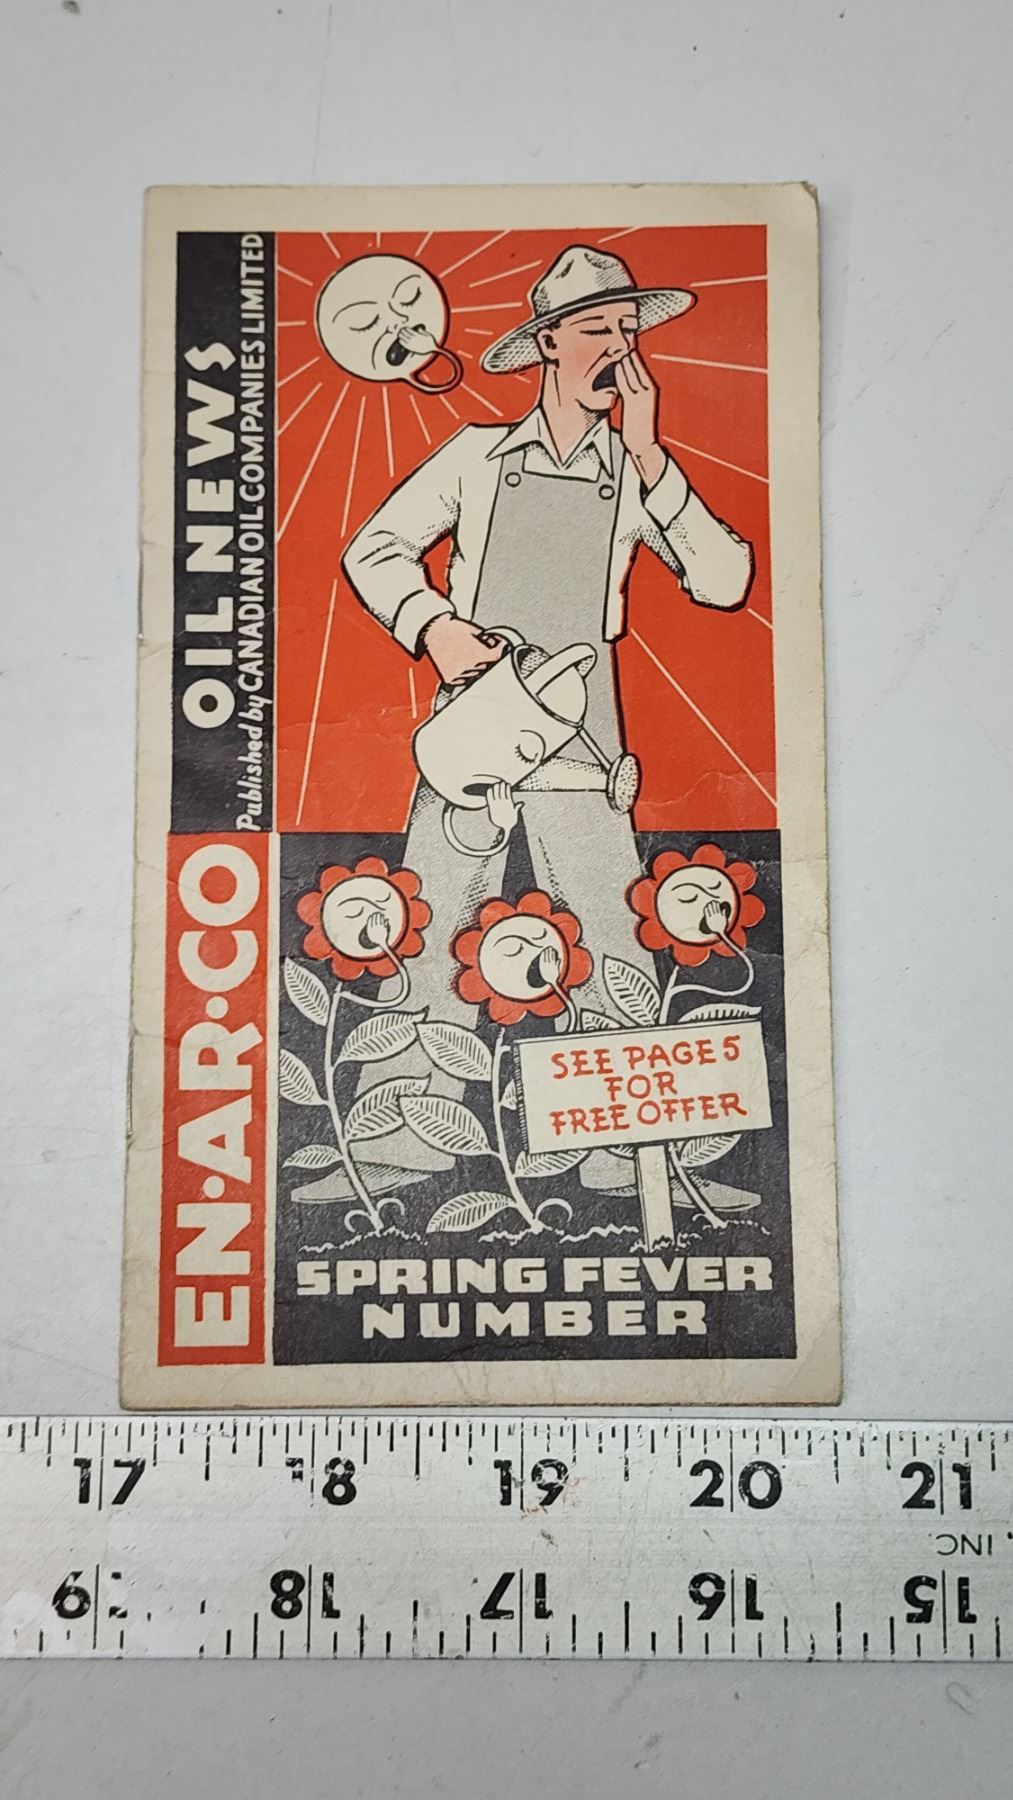 EN·AR·CO OIL NEWS
Published by CANADIAN OIL COMPANIES LIMITED
SEE PAGE 5
FOR
FREE OFFER
SPRING FEVER
NUMBER
17 18 19 20 21
INC.
15 16 17 18 19